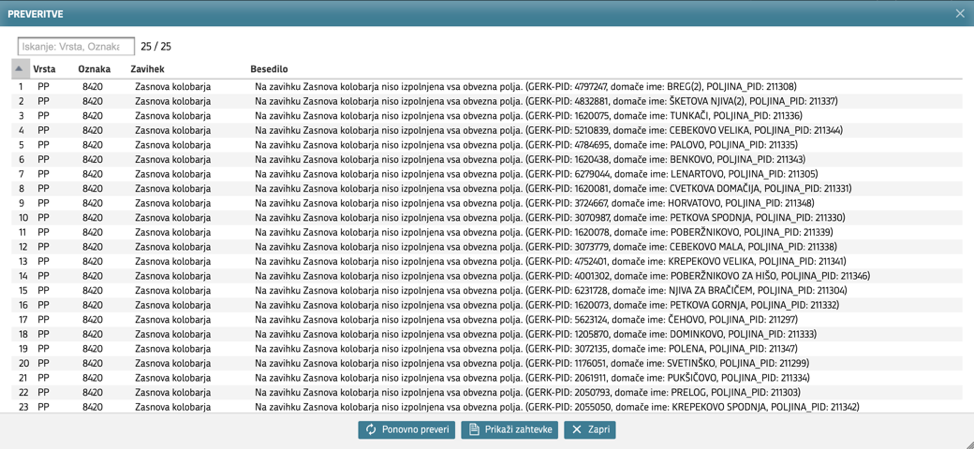 PREVERITVE
Iskanje: Vrsta, Oznaka 25 / 25
Vrsta Oznaka Zavihek Besedilo
1 PP 8420 Zasnova kolobarja Na zavihku Zasnova kolobarja niso izpolnjena vsa obvezna polja. (GERK-PID: 4797247, domače ime: BREG(2), POLJINA_PID: 211308)
2 PP 8420 Zasnova kolobarja Na zavihku Zasnova kolobarja niso izpolnjena vsa obvezna polja. (GERK-PID: 4832881, domače ime: ŠKETOVA NJIVA(2), POLJINA_PID: 211337)
3 PP 8420 Zasnova kolobarja Na zavihku Zasnova kolobarja niso izpolnjena vsa obvezna polja. (GERK-PID: 1620075, domače ime: TUNKAČI, POLJINA_PID: 211336)
4 PP 8420 Zasnova kolobarja Na zavihku Zasnova kolobarja niso izpolnjena vsa obvezna polja. (GERK-PID: 5210839, domače ime: CEBEKOVO VELIKA, POLJINA_PID: 211344)
5 PP 8420 Zasnova kolobarja Na zavihku Zasnova kolobarja niso izpolnjena vsa obvezna polja. (GERK-PID: 4784695, domače ime: PALOVO, POLJINA_PID: 211335)
6 PP 8420 Zasnova kolobarja Na zavihku Zasnova kolobarja niso izpolnjena vsa obvezna polja. (GERK-PID: 1620438, domače ime: BENKOVO, POLJINA_PID: 211343)
7 PP 8420 Zasnova kolobarja Na zavihku Zasnova kolobarja niso izpolnjena vsa obvezna polja. (GERK-PID: 6279044, domače ime: LENARTOVO, POLJINA_PID: 211305)
8 PP 8420 Zasnova kolobarja Na zavihku Zasnova kolobarja niso izpolnjena vsa obvezna polja. (GERK-PID: 1620081, domače ime: CVETKOVA DOMAČIJA, POLJINA_PID: 211331)
9 PP 8420 Zasnova kolobarja Na zavihku Zasnova kolobarja niso izpolnjena vsa obvezna polja. (GERK-PID: 3724667, domače ime: HORVATOVO, POLJINA_PID: 211348)
10 PP 8420 Zasnova kolobarja Na zavihku Zasnova kolobarja niso izpolnjena vsa obvezna polja. (GERK-PID: 3070987, domače ime: PETKOVA SPODNJA, POLJINA_PID: 211330)
11 PP 8420 Zasnova kolobarja Na zavihku Zasnova kolobarja niso izpolnjena vsa obvezna polja. (GERK-PID: 1620078, domače ime: POBERŽNIKOVO, POLJINA_PID: 211339)
12 PP 8420 Zasnova kolobarja Na zavihku Zasnova kolobarja niso izpolnjena vsa obvezna polja. (GERK-PID: 3073779, domače ime: CEBEKOVO MALA, POLJINA_PID: 211338)
13 PP 8420 Zasnova kolobarja Na zavihku Zasnova kolobarja niso izpolnjena vsa obvezna polja. (GERK-PID: 4752401, domače ime: KREPEKOVO VELIKA, POLJINA_PID: 211341)
14 PP 8420 Zasnova kolobarja Na zavihku Zasnova kolobarja niso izpolnjena vsa obvezna polja. (GERK-PID: 4001302, domače ime: POBERŽNIKOVO ZA HIŠO, POLJINA_PID: 211346)
15 PP 8420 Zasnova kolobarja Na zavihku Zasnova kolobarja niso izpolnjena vsa obvezna polja. (GERK-PID: 6231728, domače ime: NJIVA ZA BRAČIČEM, POLJINA_PID: 211304)
16 PP 8420 Zasnova kolobarja Na zavihku Zasnova kolobarja niso izpolnjena vsa obvezna polja. (GERK-PID: 1620073, domače ime: PETKOVA GORNJA, POLJINA_PID: 211332)
17 PP 8420 Zasnova kolobarja Na zavihku Zasnova kolobarja niso izpolnjena vsa obvezna polja. (GERK-PID: 5623124, domače ime: ČEHOVO, POLJINA_PID: 211297)
18 PP 8420 Zasnova kolobarja Na zavihku Zasnova kolobarja niso izpolnjena vsa obvezna polja. (GERK-PID: 1205870, domače ime: DOMINKOVO, POLJINA_PID: 211333)
19 PP 8420 Zasnova kolobarja Na zavihku Zasnova kolobarja niso izpolnjena vsa obvezna polja. (GERK-PID: 3072135, domače ime: POLENA, POLJINA_PID: 211347)
20 PP 8420 Zasnova kolobarja Na zavihku Zasnova kolobarja niso izpolnjena vsa obvezna polja. (GERK-PID: 1176051, domače ime: SVETINŠKO, POLJINA_PID: 211299)
21 PP 8420 Zasnova kolobarja Na zavihku Zasnova kolobarja niso izpolnjena vsa obvezna polja. (GERK-PID: 2061911, domače ime: PUKŠIČOVO, POLJINA_PID: 211334)
22 PP 8420 Zasnova kolobarja Na zavihku Zasnova kolobarja niso izpolnjena vsa obvezna polja. (GERK-PID: 2050793, domače ime: PRELOG, POLJINA_PID: 211303)
23 PP 8420 Zasnova kolobarja Na zavihku Zasnova kolobarja niso izpolnjena vsa obvezna polja. (GERK-PID: 2055050, domače ime: KREPEKOVO SPODNJA, POLJINA_PID: 211342)
Ponovno preveri Prikaži zahtevke Zapri